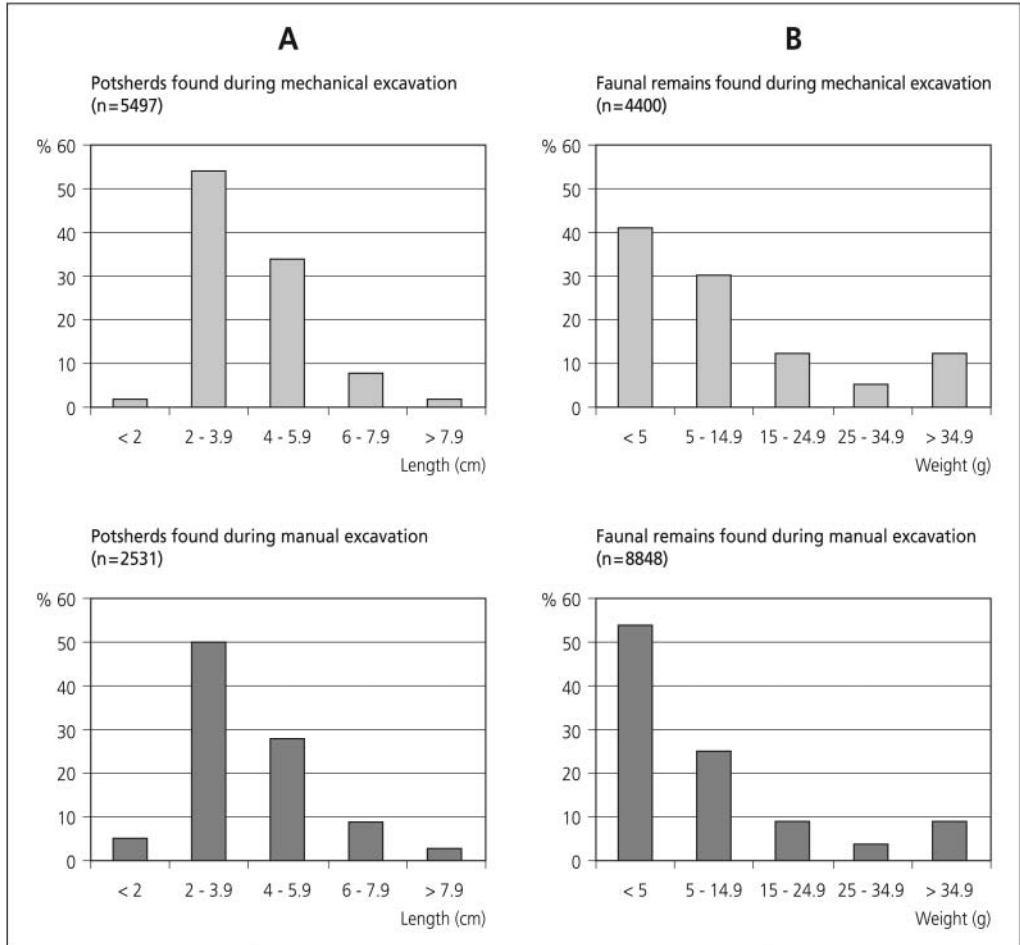 A
Potsherds found during mechanical excavation
(n=5497)
% 60
50
40
30
20
10
0
< 2 2 - 3.9 4 - 5.9 6 - 7.9 > 7.9
Length (cm)
B
Faunal remains found during mechanical excavation
(n=4400)
% 60
50
40
30
20
10
0
< 5 5 - 14.9 15 - 24.9 25 - 34.9 > 34.9
Weight (g)
Potsherds found during manual excavation
(n=2531)
% 60
50
40
30
20
10
0
< 2 2 - 3.9 4 - 5.9 6 - 7.9 > 7.9
Length (cm)
Faunal remains found during manual excavation
(n=8848)
% 60
50
40
30
20
10
0
< 5 5 - 14.9 15 - 24.9 25 - 34.9 > 34.9
Weight (g)